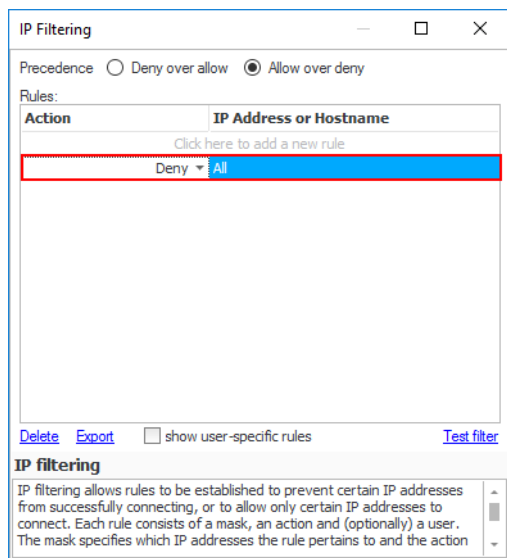 IP Filtering
Precedence Deny over allow Allow over deny
Rules:
Action IP Address or Hostname
Click here to add a new rule
Deny All
Delete Export show user-specific rules Test filter
IP filtering
IP filtering allows rules to be established to prevent certain IP addresses
from successfully connecting, or to allow only certain IP addresses to
connect. Each rule consists of a mask, an action and (optionally) a user.
The mask specifies which IP addresses the rule pertains to and the action